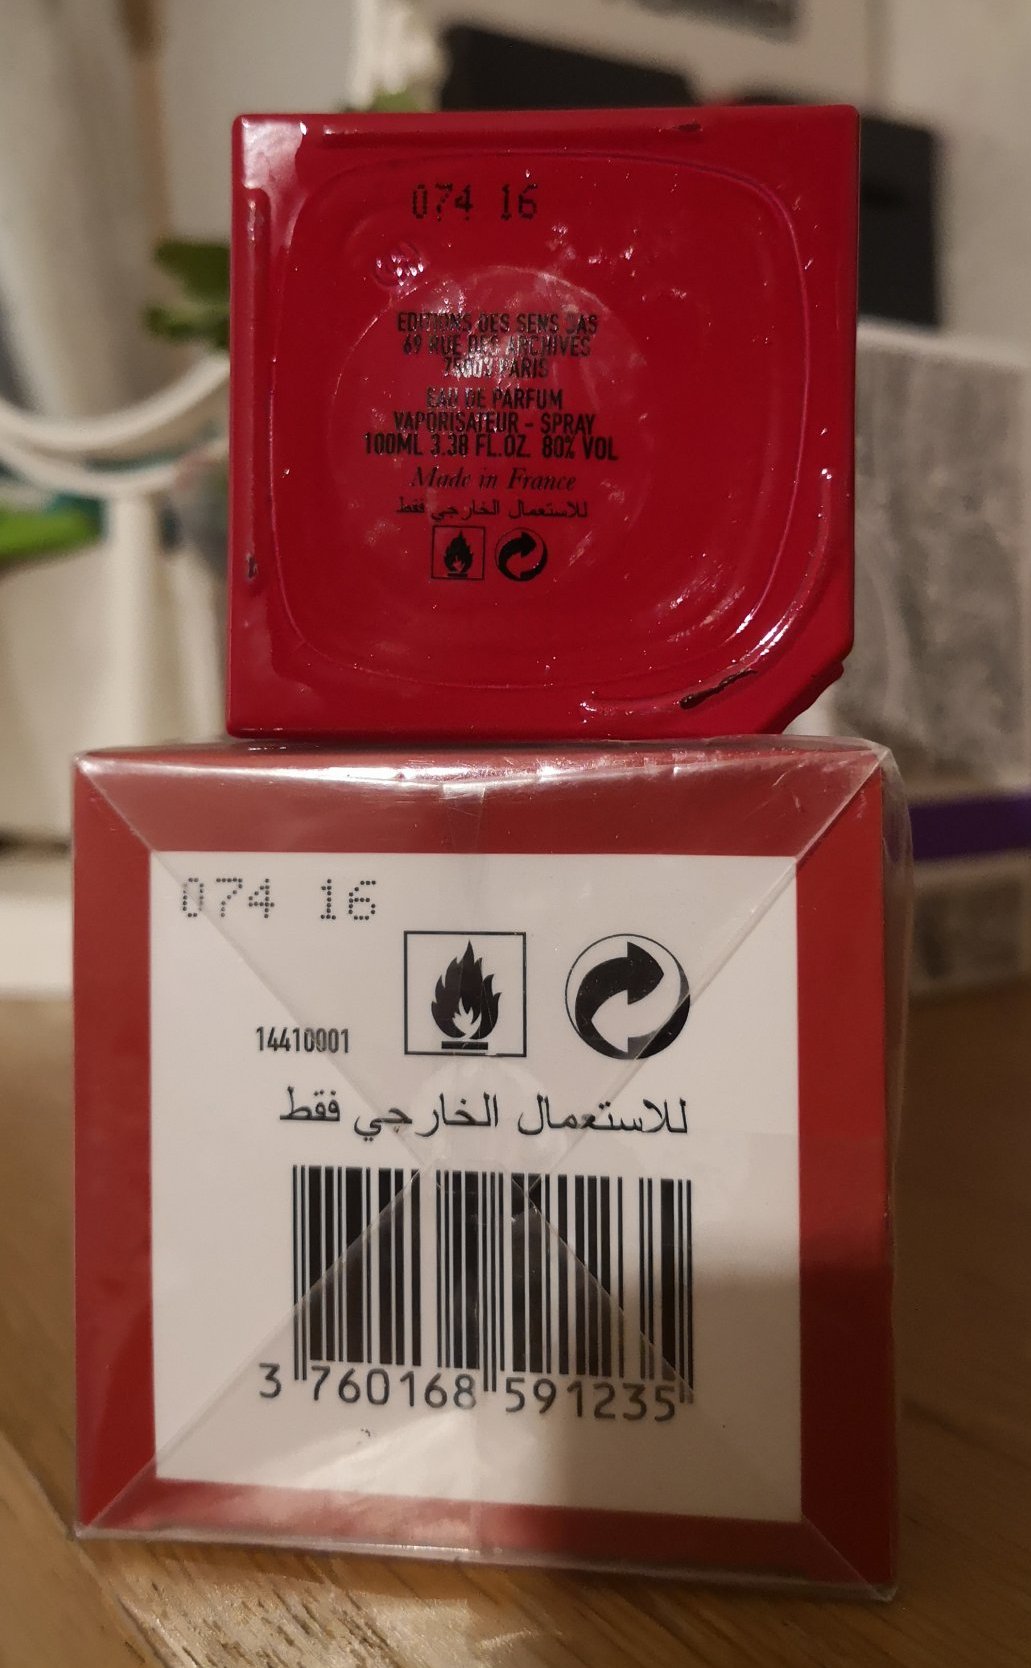 074 16
EDITIONS DES SENS SAS
69 RUE DES ARCHIVES
75003 PARIS
EAU DE PARFUM
VAPORISATEUR - SPRAY
100ML 3.38 FL.OZ. 80% VOL
Made in France
للاستعمال الخارجي فقط
074 16
14410001
للاستعمال الخارجي فقط
3 760168 591235